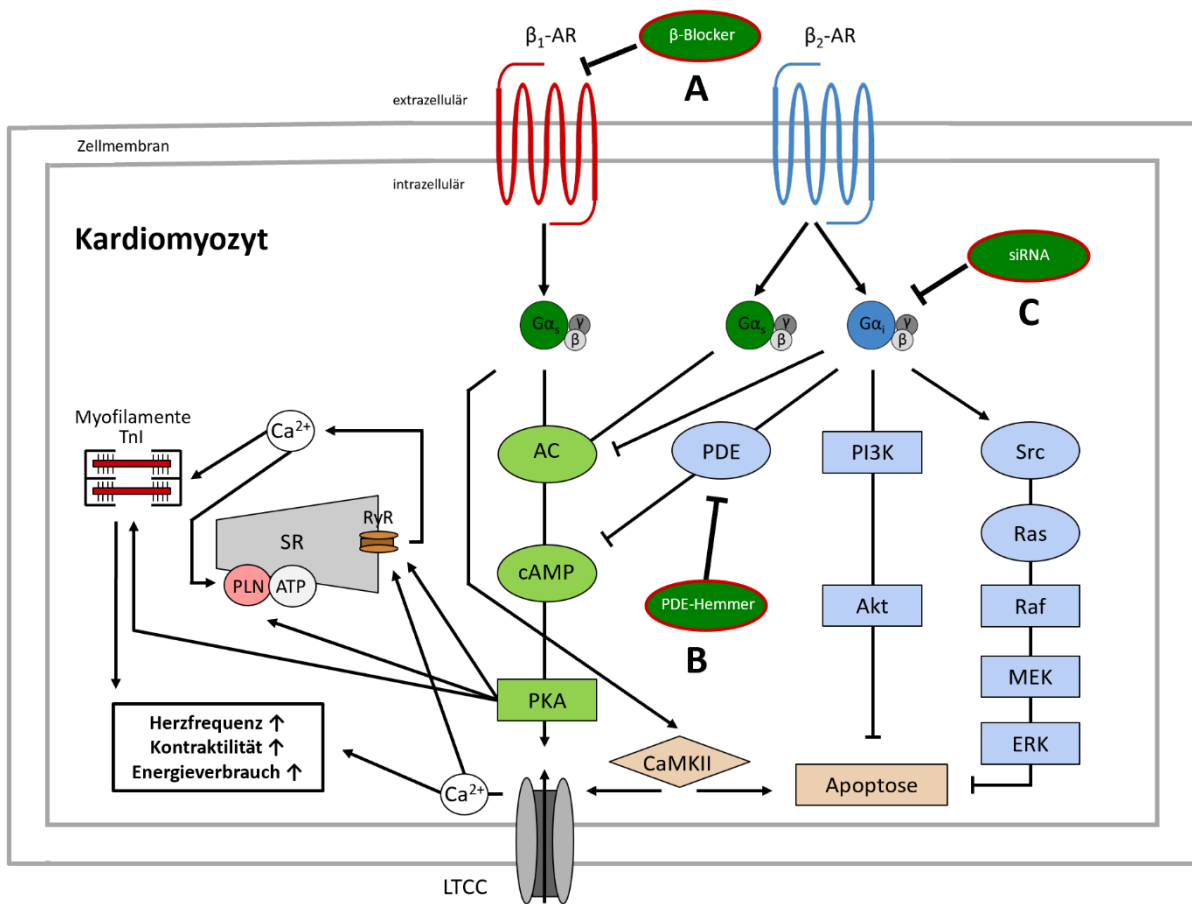 β₁-AR
β-Blocker
β₂-AR
A
extrazellulär
Zellmembran
intrazellulär
Kardiomyozyt
siRNA
C
Gαs
γ
β
Gαs
γ
β
Gαi
γ
β
Myofilamente
TnI
Ca²⁺
AC
PDE
PI3K
Src
RyR
SR
Ras
cAMP
PLN
ATP
PDE-Hemmer
Akt
Raf
B
MEK
PKA
Herzfrequenz ↑
Kontraktilität ↑
Energieverbrauch ↑
ERK
CaMKII
Ca²⁺
Apoptose
LTCC